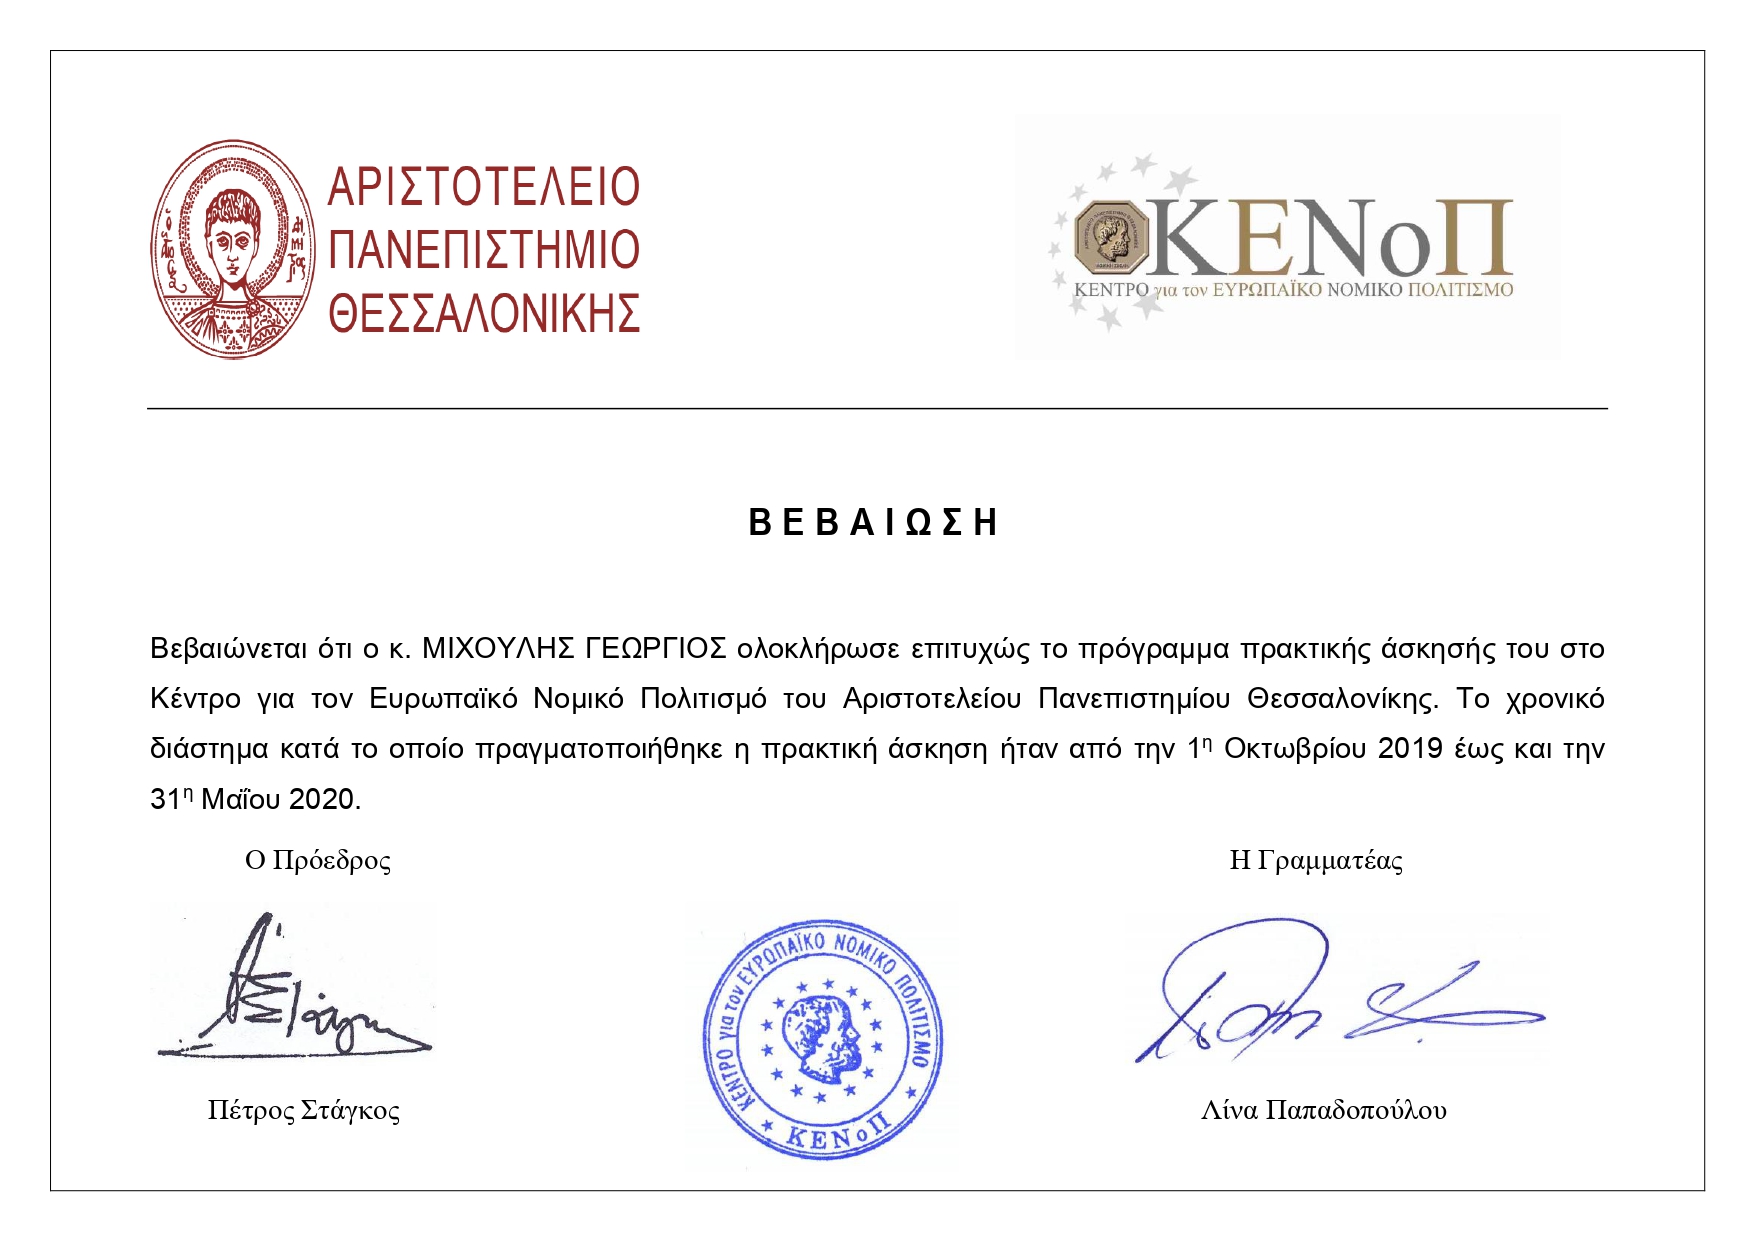 ΑΡΙΣΤΟΤΕΛΕΙΟ
ΠΑΝΕΠΙΣΤΗΜΙΟ
ΘΕΣΣΑΛΟΝΙΚΗΣ
ΚΕΝοΠ
ΚΕΝΤΡΟ για τον ΕΥΡΩΠΑΪΚΟ ΝΟΜΙΚΟ ΠΟΛΙΤΙΣΜΟ
Β Ε Β Α Ι Ω Σ Η
Βεβαιώνεται ότι ο κ. ΜΙΧΟΥΛΗΣ ΓΕΩΡΓΙΟΣ ολοκλήρωσε επιτυχώς το πρόγραμμα πρακτικής άσκησής του στο
Κέντρο για τον Ευρωπαϊκό Νομικό Πολιτισμό του Αριστοτελείου Πανεπιστημίου Θεσσαλονίκης. Το χρονικό
διάστημα κατά το οποίο πραγματοποιήθηκε η πρακτική άσκηση ήταν από την 1η Οκτωβρίου 2019 έως και την
31η Μαΐου 2020.
Ο Πρόεδρος
Η Γραμματέας
ΚΕΝΤΡΟ για τον ΕΥΡΩΠΑΪΚΟ ΝΟΜΙΚΟ ΠΟΛΙΤΙΣΜΟ
ΚΕΝοΠ
Πέτρος Στάγκος
Λίνα Παπαδοπούλου